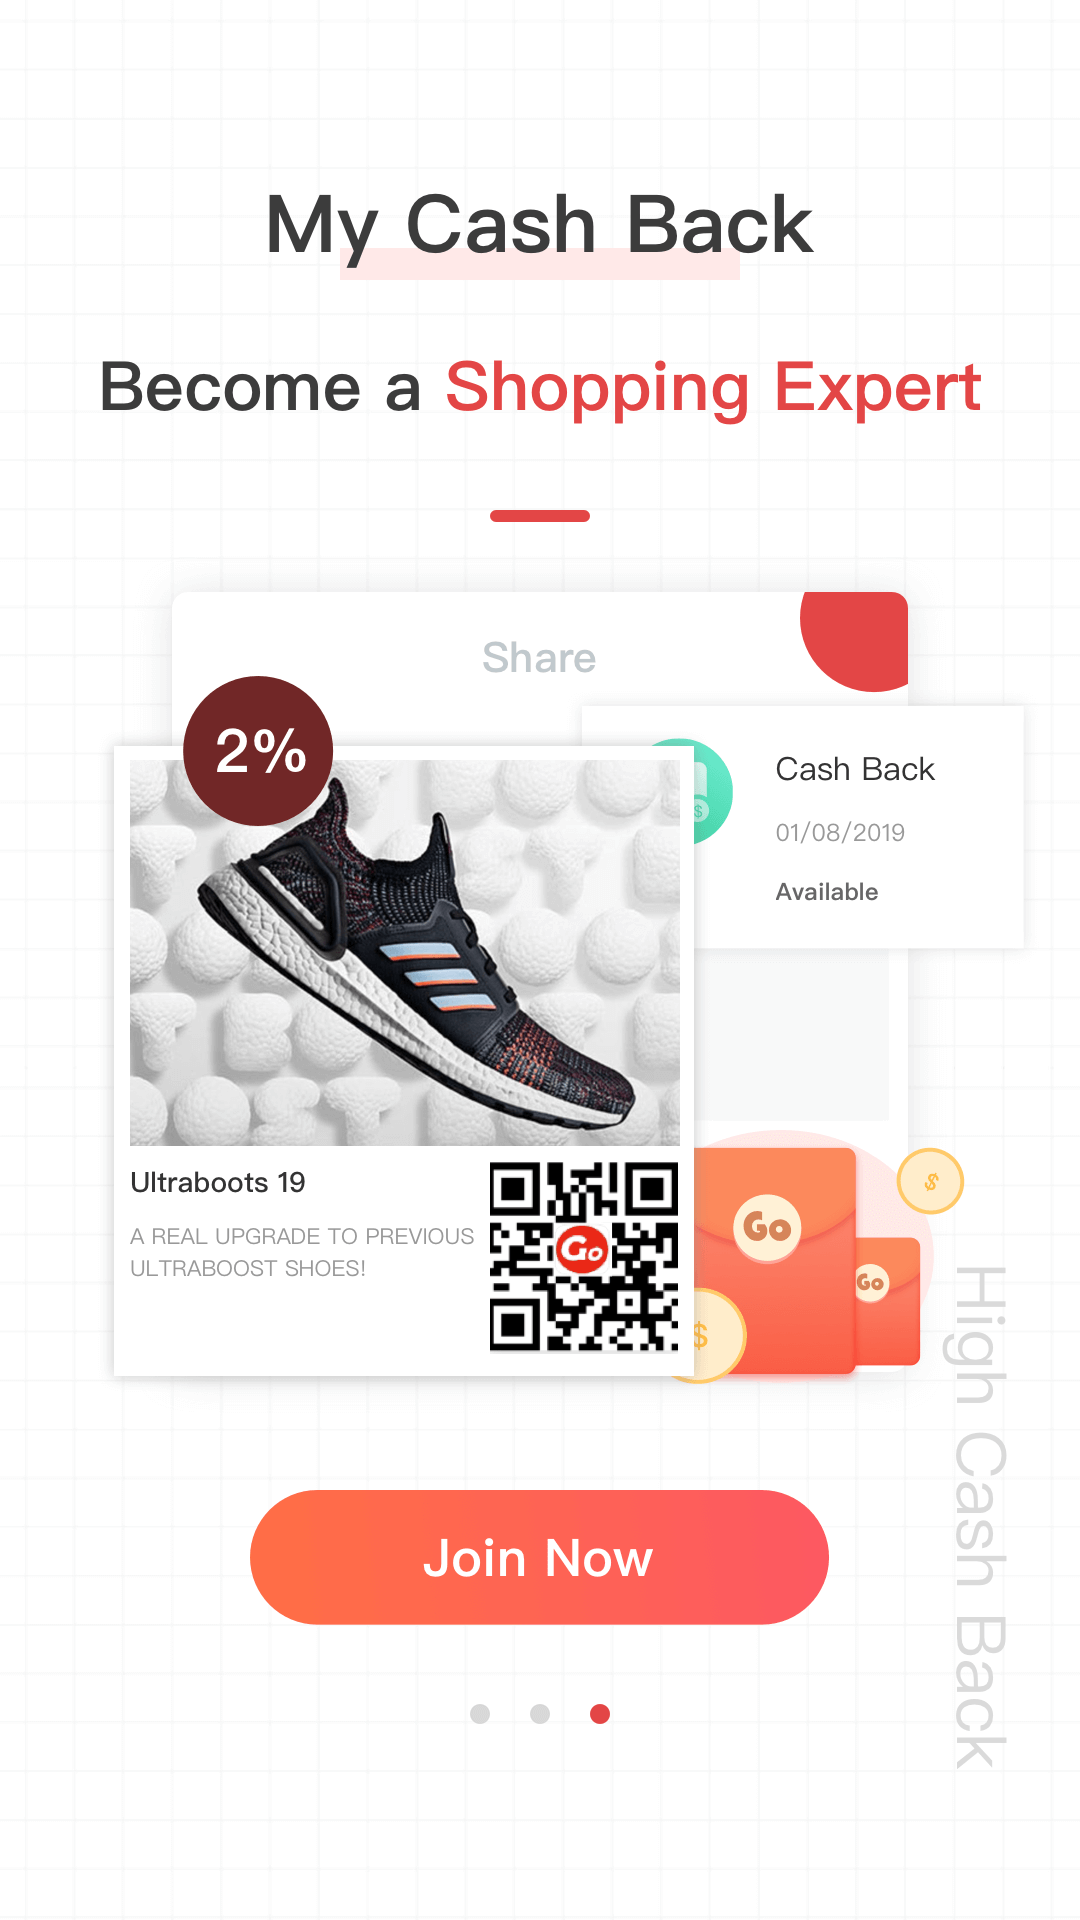 My Cash Back
Become a Shopping Expert
Share
2%
Cash Back
01/08/2019
Available
$
Ultraboots 19
A REAL UPGRADE TO PREVIOUS
ULTRABOOST SHOES!
Go
Go
Go
$
$
High Cash Back
Join Now